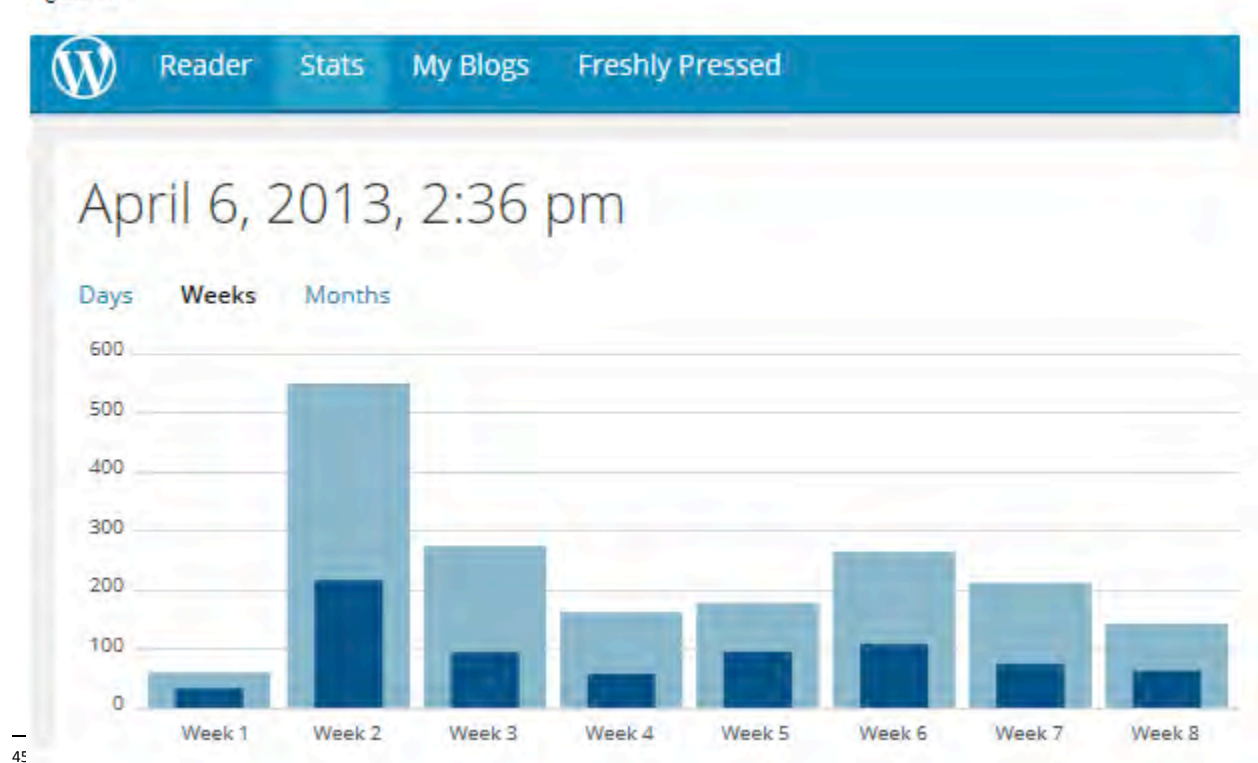 Reader Stats My Blogs Freshly Pressed
April 6, 2013, 2:36 pm
Days Weeks Months
600
500
400
300
200
100
0
Week 1 Week 2 Week 3 Week 4 Week 5 Week 6 Week 7 Week 8